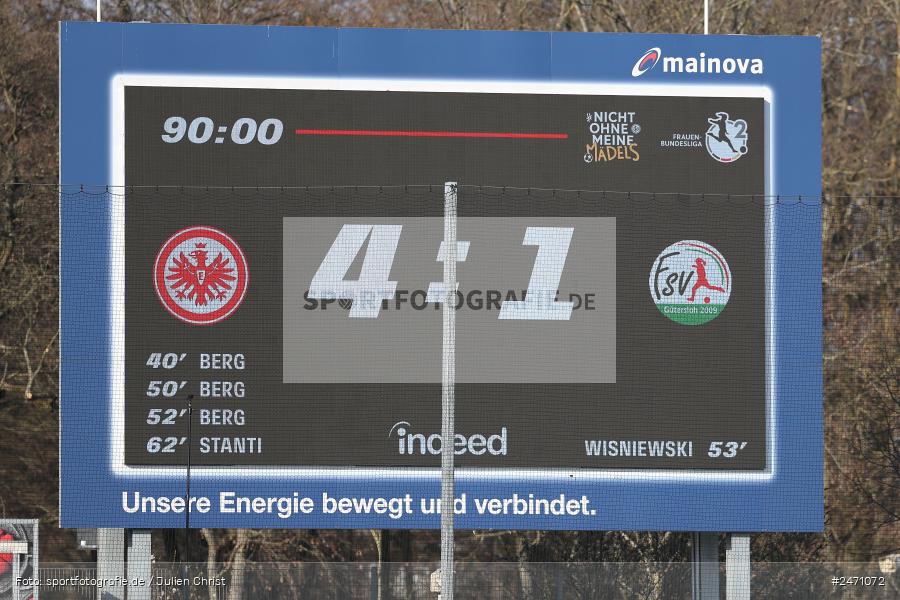 mainova
90:00
NICHT
OHNE
MEINE
MÄDELS
FRAUEN-
BUNDESLIGA
2
4:1
SPORTFOTOGRAFIE.DE
E
FSV
Gütersloh 2009
40' BERG
50' BERG
52' BERG
62' STANTI
indeed
WISNIEWSKI 53'
Unsere Energie bewegt und verbindet.
Foto: sportfotografie.de / Julien Christ
#2471072